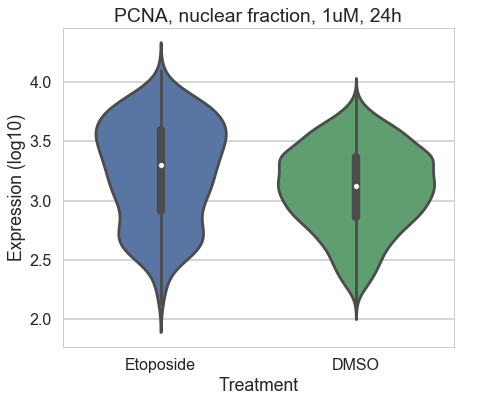 PCNA, nuclear fraction, 1uM, 24h
4.0
3.5
3.0
2.5
2.0
Expression (log10)
Etoposide
DMSO
Treatment